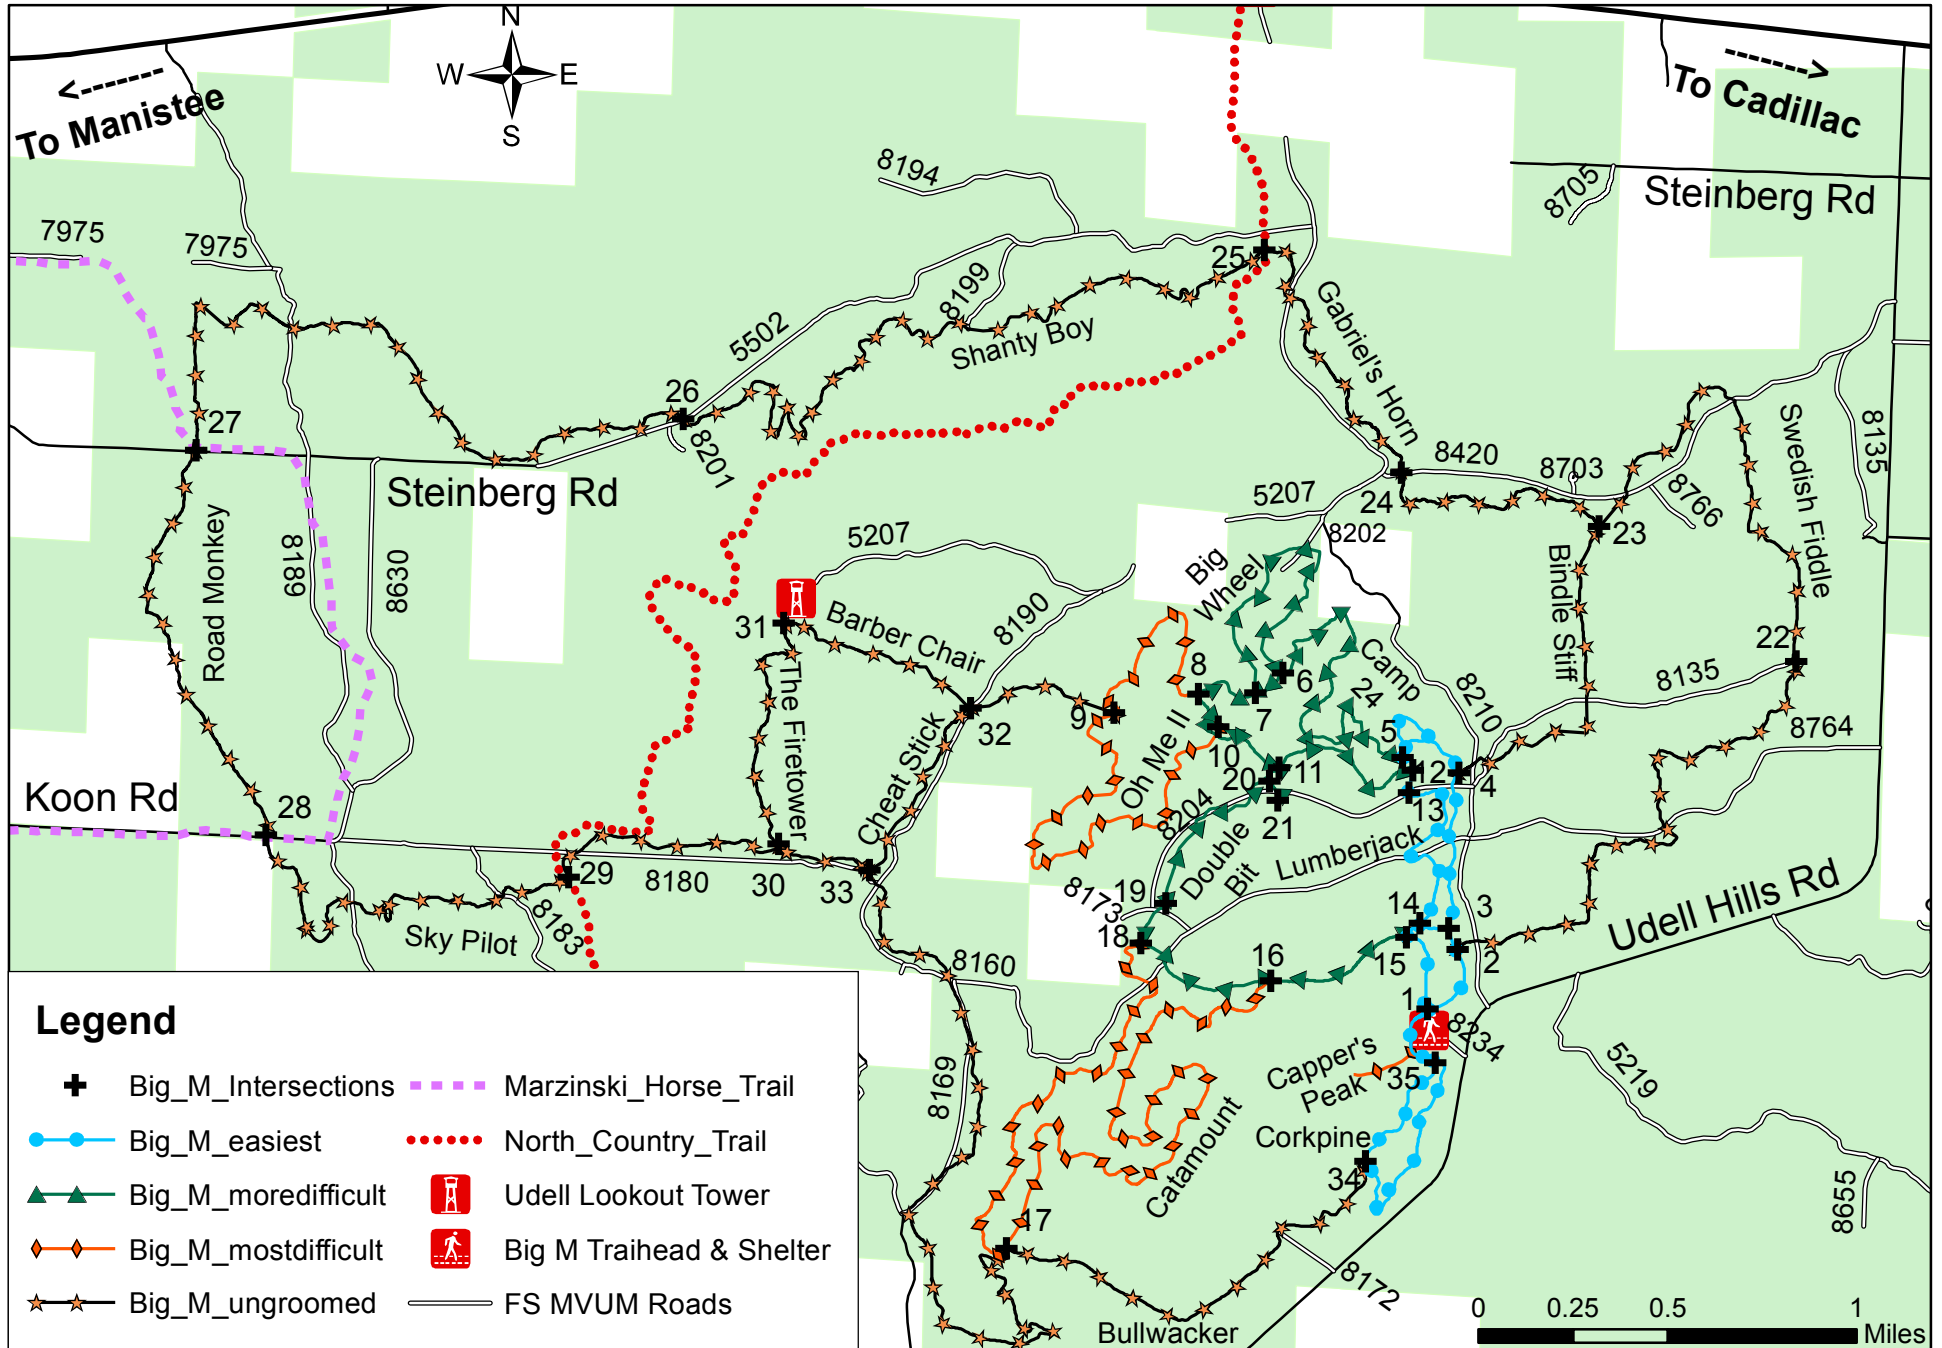 N
W E
S
To Manistee
To Cadillac
Steinberg Rd
8705
8194
7975
7975
25
8199
5502
Shanty Boy
Gabriel's Horn
26
8201
27
Steinberg Rd
8420
8703
8766
8135
Swedish Fiddle
24
5207
8202
23
Road Monkey
8189
8630
5207
Big
Wheel
Bindle Stiff
31
Barber Chair
8190
8
6
7
Camp
24
22
8135
8210
8764
The Firetower
9
32
Oh Me II
10
5
11
12
4
20
13
21
Koon Rd
28
Cheat Stick
8204
Double
Bit
Lumberjack
29
8180
30
33
8173
19
14
3
Udell Hills Rd
Sky Pilot
8183
18
16
15
2
8160
1
8234
Capper's
Peak
35
5219
8169
Catamount
Corkpine
34
17
8172
8655
Bullwacker
Legend
Big_M_Intersections
Big_M_easiest
Big_M_moredifficult
Big_M_mostdifficult
Big_M_ungroomed
Marzinski_Horse_Trail
North_Country_Trail
Udell Lookout Tower
Big M Traihead & Shelter
FS MVUM Roads
0 0.25 0.5 1
Miles